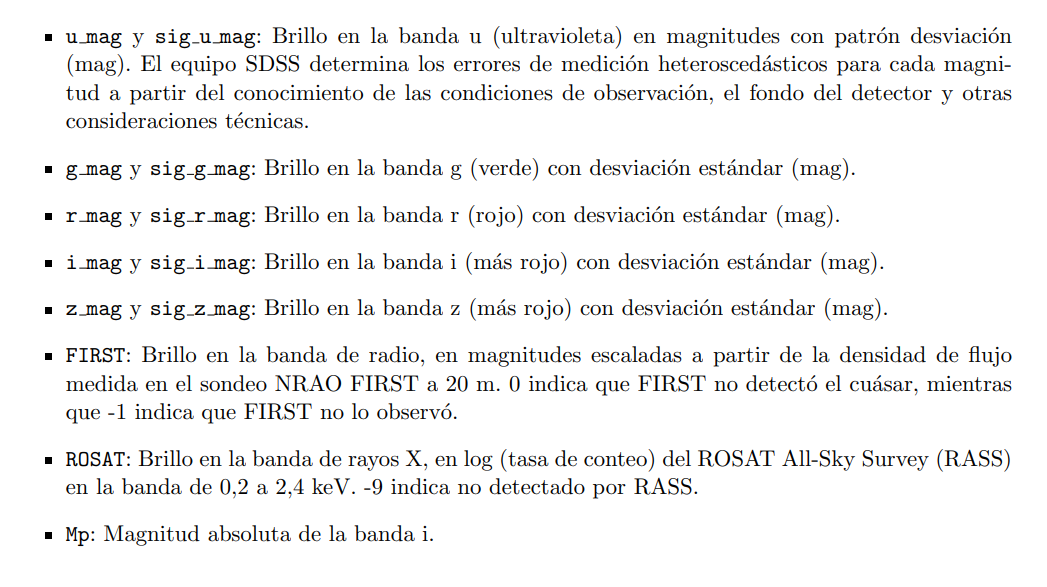 ▪ u_mag y sig_u_mag: Brillo en la banda u (ultravioleta) en magnitudes con patrón desviación
(mag). El equipo SDSS determina los errores de medición heteroscedásticos para cada magni-
tud a partir del conocimiento de las condiciones de observación, el fondo del detector y otras
consideraciones técnicas.
▪ g_mag y sig_g_mag: Brillo en la banda g (verde) con desviación estándar (mag).
▪ r_mag y sig_r_mag: Brillo en la banda r (rojo) con desviación estándar (mag).
▪ i_mag y sig_i_mag: Brillo en la banda i (más rojo) con desviación estándar (mag).
▪ z_mag y sig_z_mag: Brillo en la banda z (más rojo) con desviación estándar (mag).
▪ FIRST: Brillo en la banda de radio, en magnitudes escaladas a partir de la densidad de flujo
medida en el sondeo NRAO FIRST a 20 m. 0 indica que FIRST no detectó el cuásar, mientras
que -1 indica que FIRST no lo observó.
▪ ROSAT: Brillo en la banda de rayos X, en log (tasa de conteo) del ROSAT All-Sky Survey (RASS)
en la banda de 0,2 a 2,4 keV. -9 indica no detectado por RASS.
▪ Mp: Magnitud absoluta de la banda i.